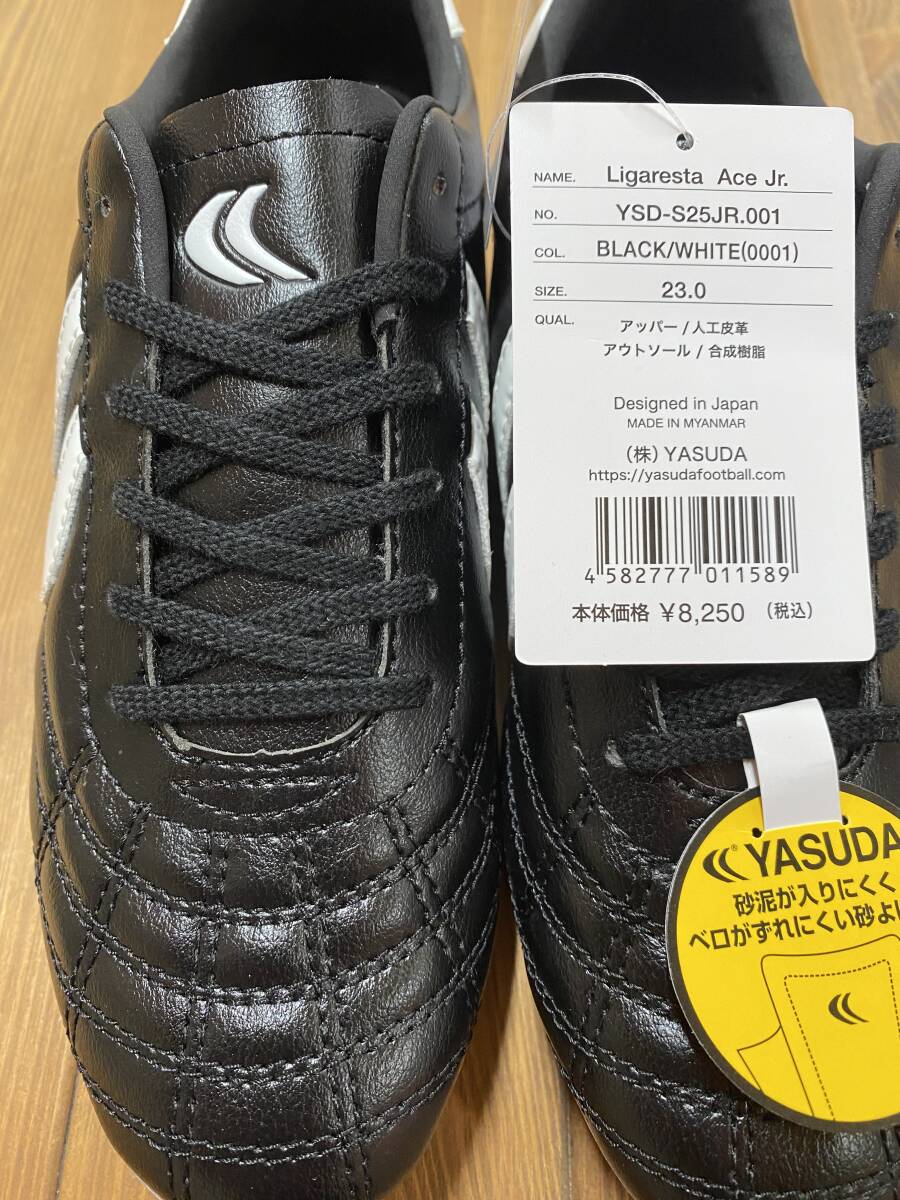 NAME. Ligaresta Ace Jr.
NO. YSD-S25JR.001
COL. BLACK/WHITE(0001)
SIZE. 23.0
QUAL. アッパー / 人工皮革
アウトソール / 合成樹脂
Designed in Japan
MADE IN MYANMAR
（株）YASUDA
https://yasudafootball.com
4 582777 011589
本体価格 ¥8,250 （税込）
® YASUDA
砂泥が入りにくく
ベロがずれにくい砂よ